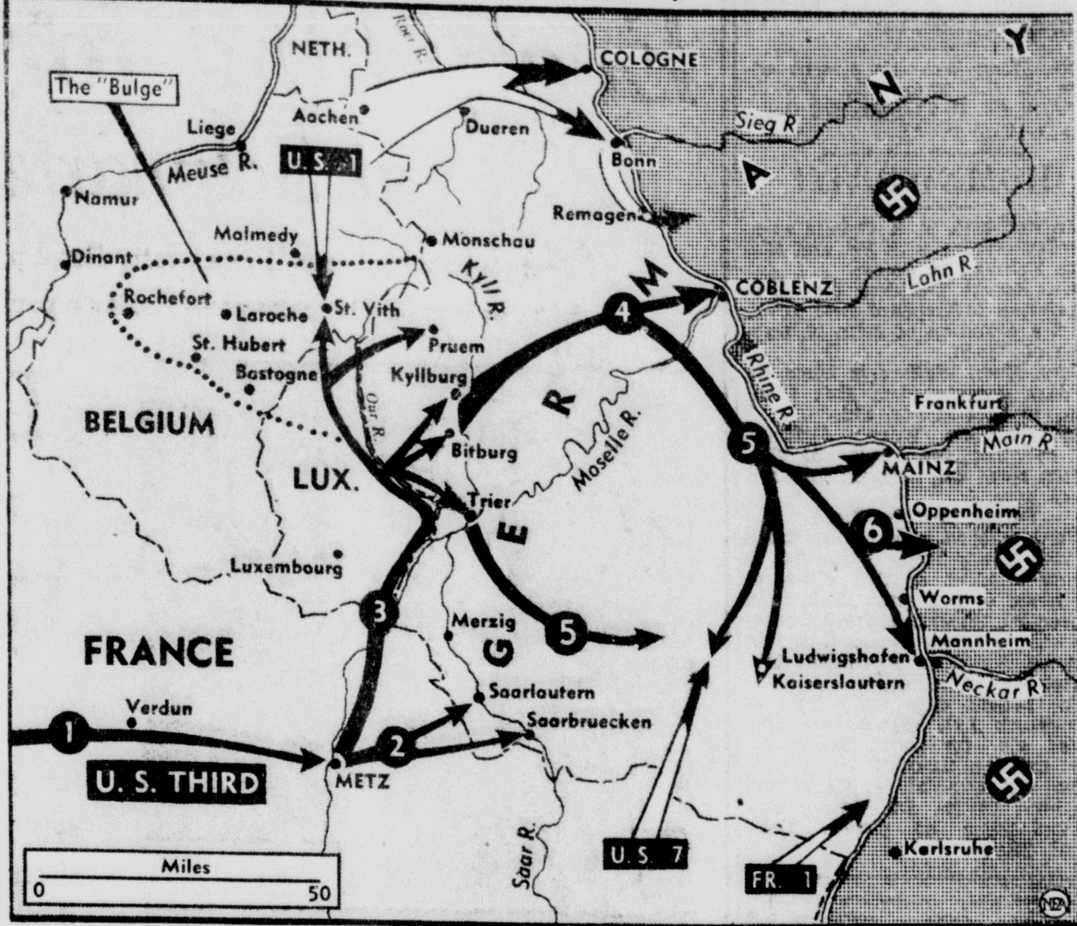 NETH.
Roer R.
COLOGNE
Y
The "Bulge"
N
Aachen
Dueren
Sieg R.
Liege
U.S. 1
Bonn
A
Meuse R.
Namur
Remagen
Malmedy
Monschau
Dinant
Kyll R.
M
Lahn R.
COBLENZ
Rochefort
Laroche
St. Vith
4
St. Hubert
Pruem
Bastogne
Kyllburg
Rhine R.
Our R.
R
Frankfurt
BELGIUM
Moselle R.
5
Main R.
Bitburg
MAINZ
LUX.
Trier
Oppenheim
E
6
Luxembourg
Worms
3
Merzig
5
Mannheim
FRANCE
G
Ludwigshafen
Kaiserslautern
Neckar R.
Saarlautern
Verdun
Saarbruecken
1
2
METZ
U. S. THIRD
Saar R.
U.S. 7
Karlsruhe
FR. 1
Miles
0 50
NEA